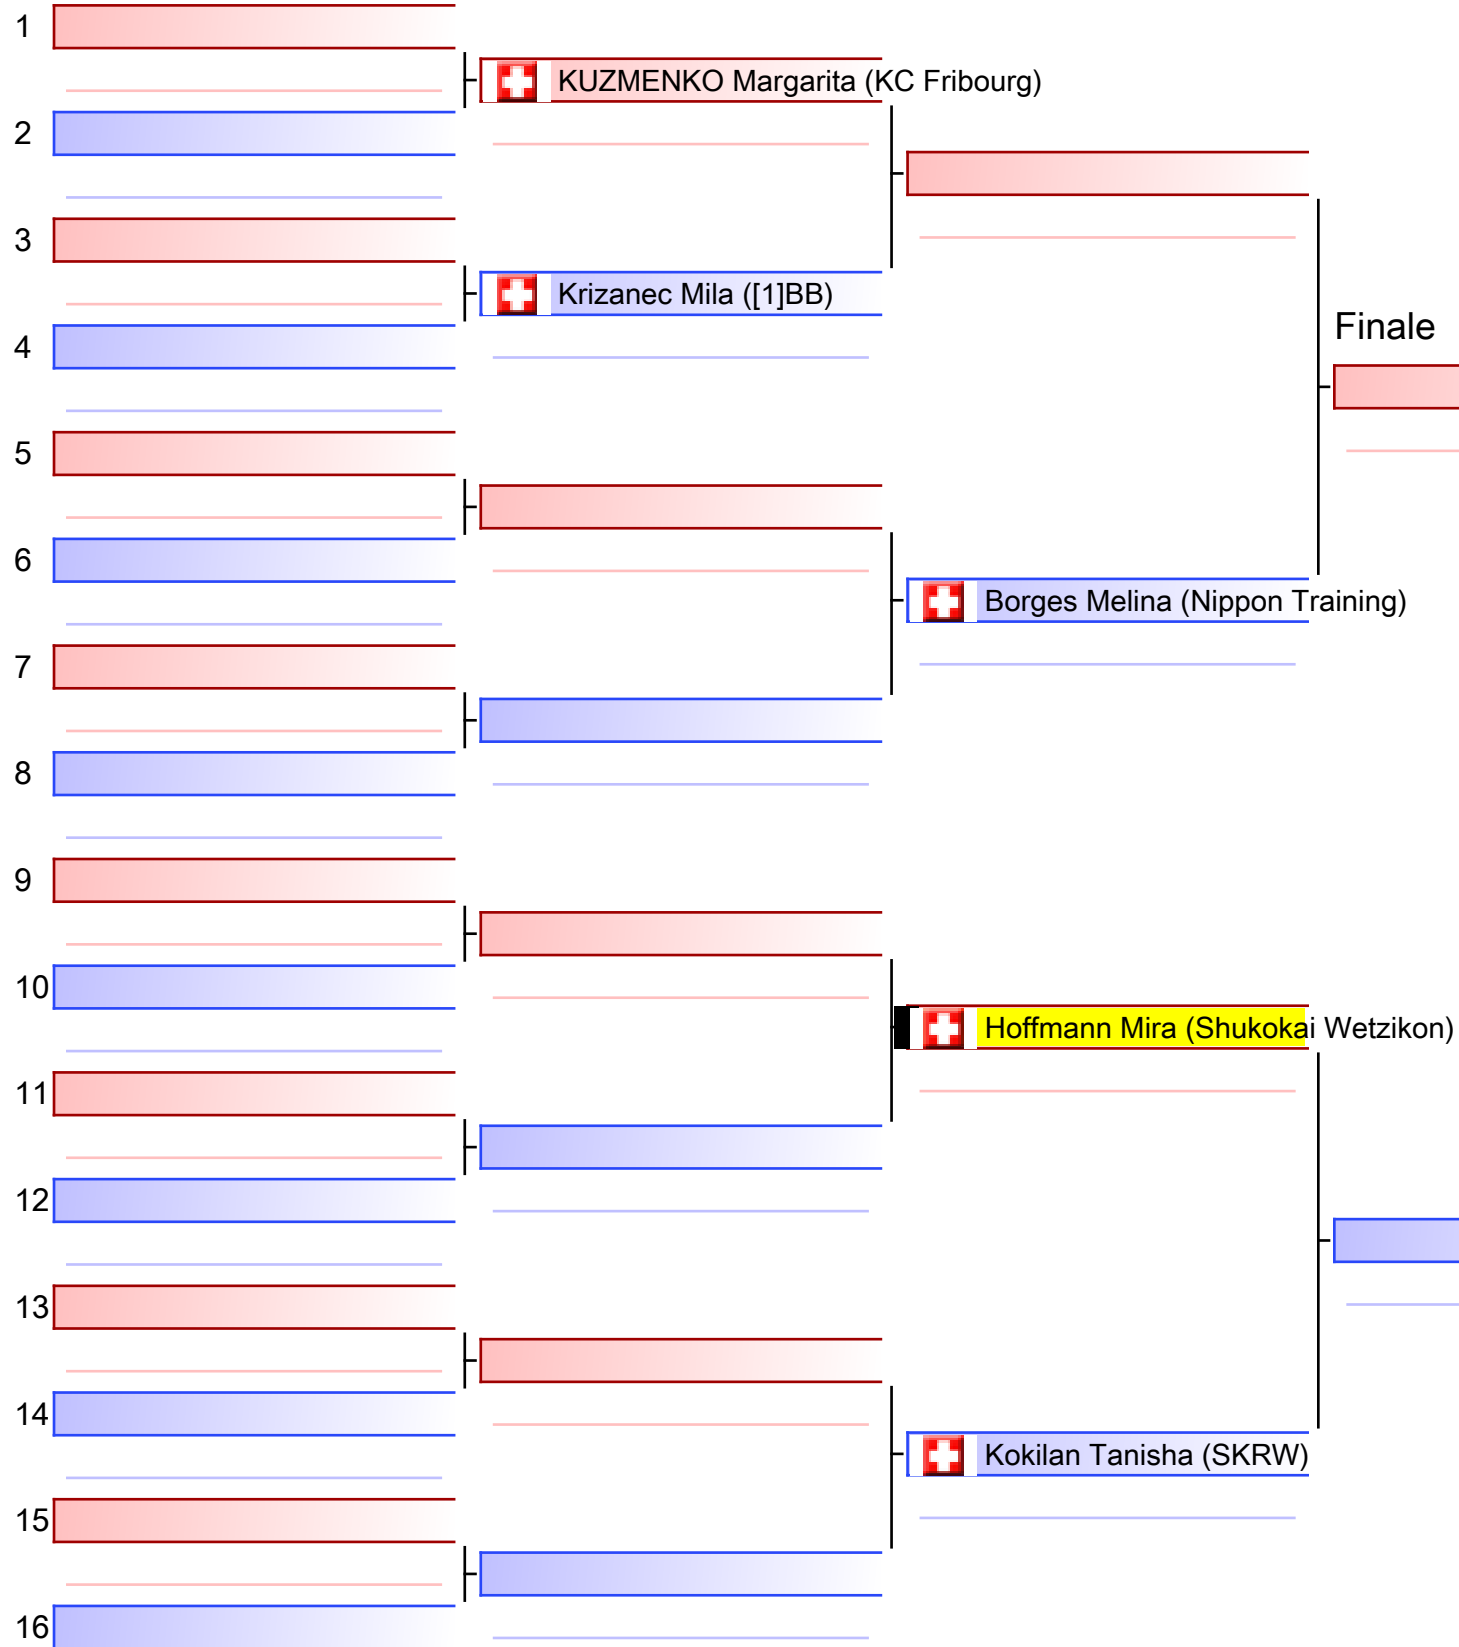 1
KUZMENKO Margarita (KC Fribourg)
2
3
Krizanec Mila ([1]BB)
4
Finale
5
6
Borges Melina (Nippon Training)
7
8
9
10
Hoffmann Mira (Shukokai Wetzikon)
11
12
13
14
Kokilan Tanisha (SKRW)
15
16